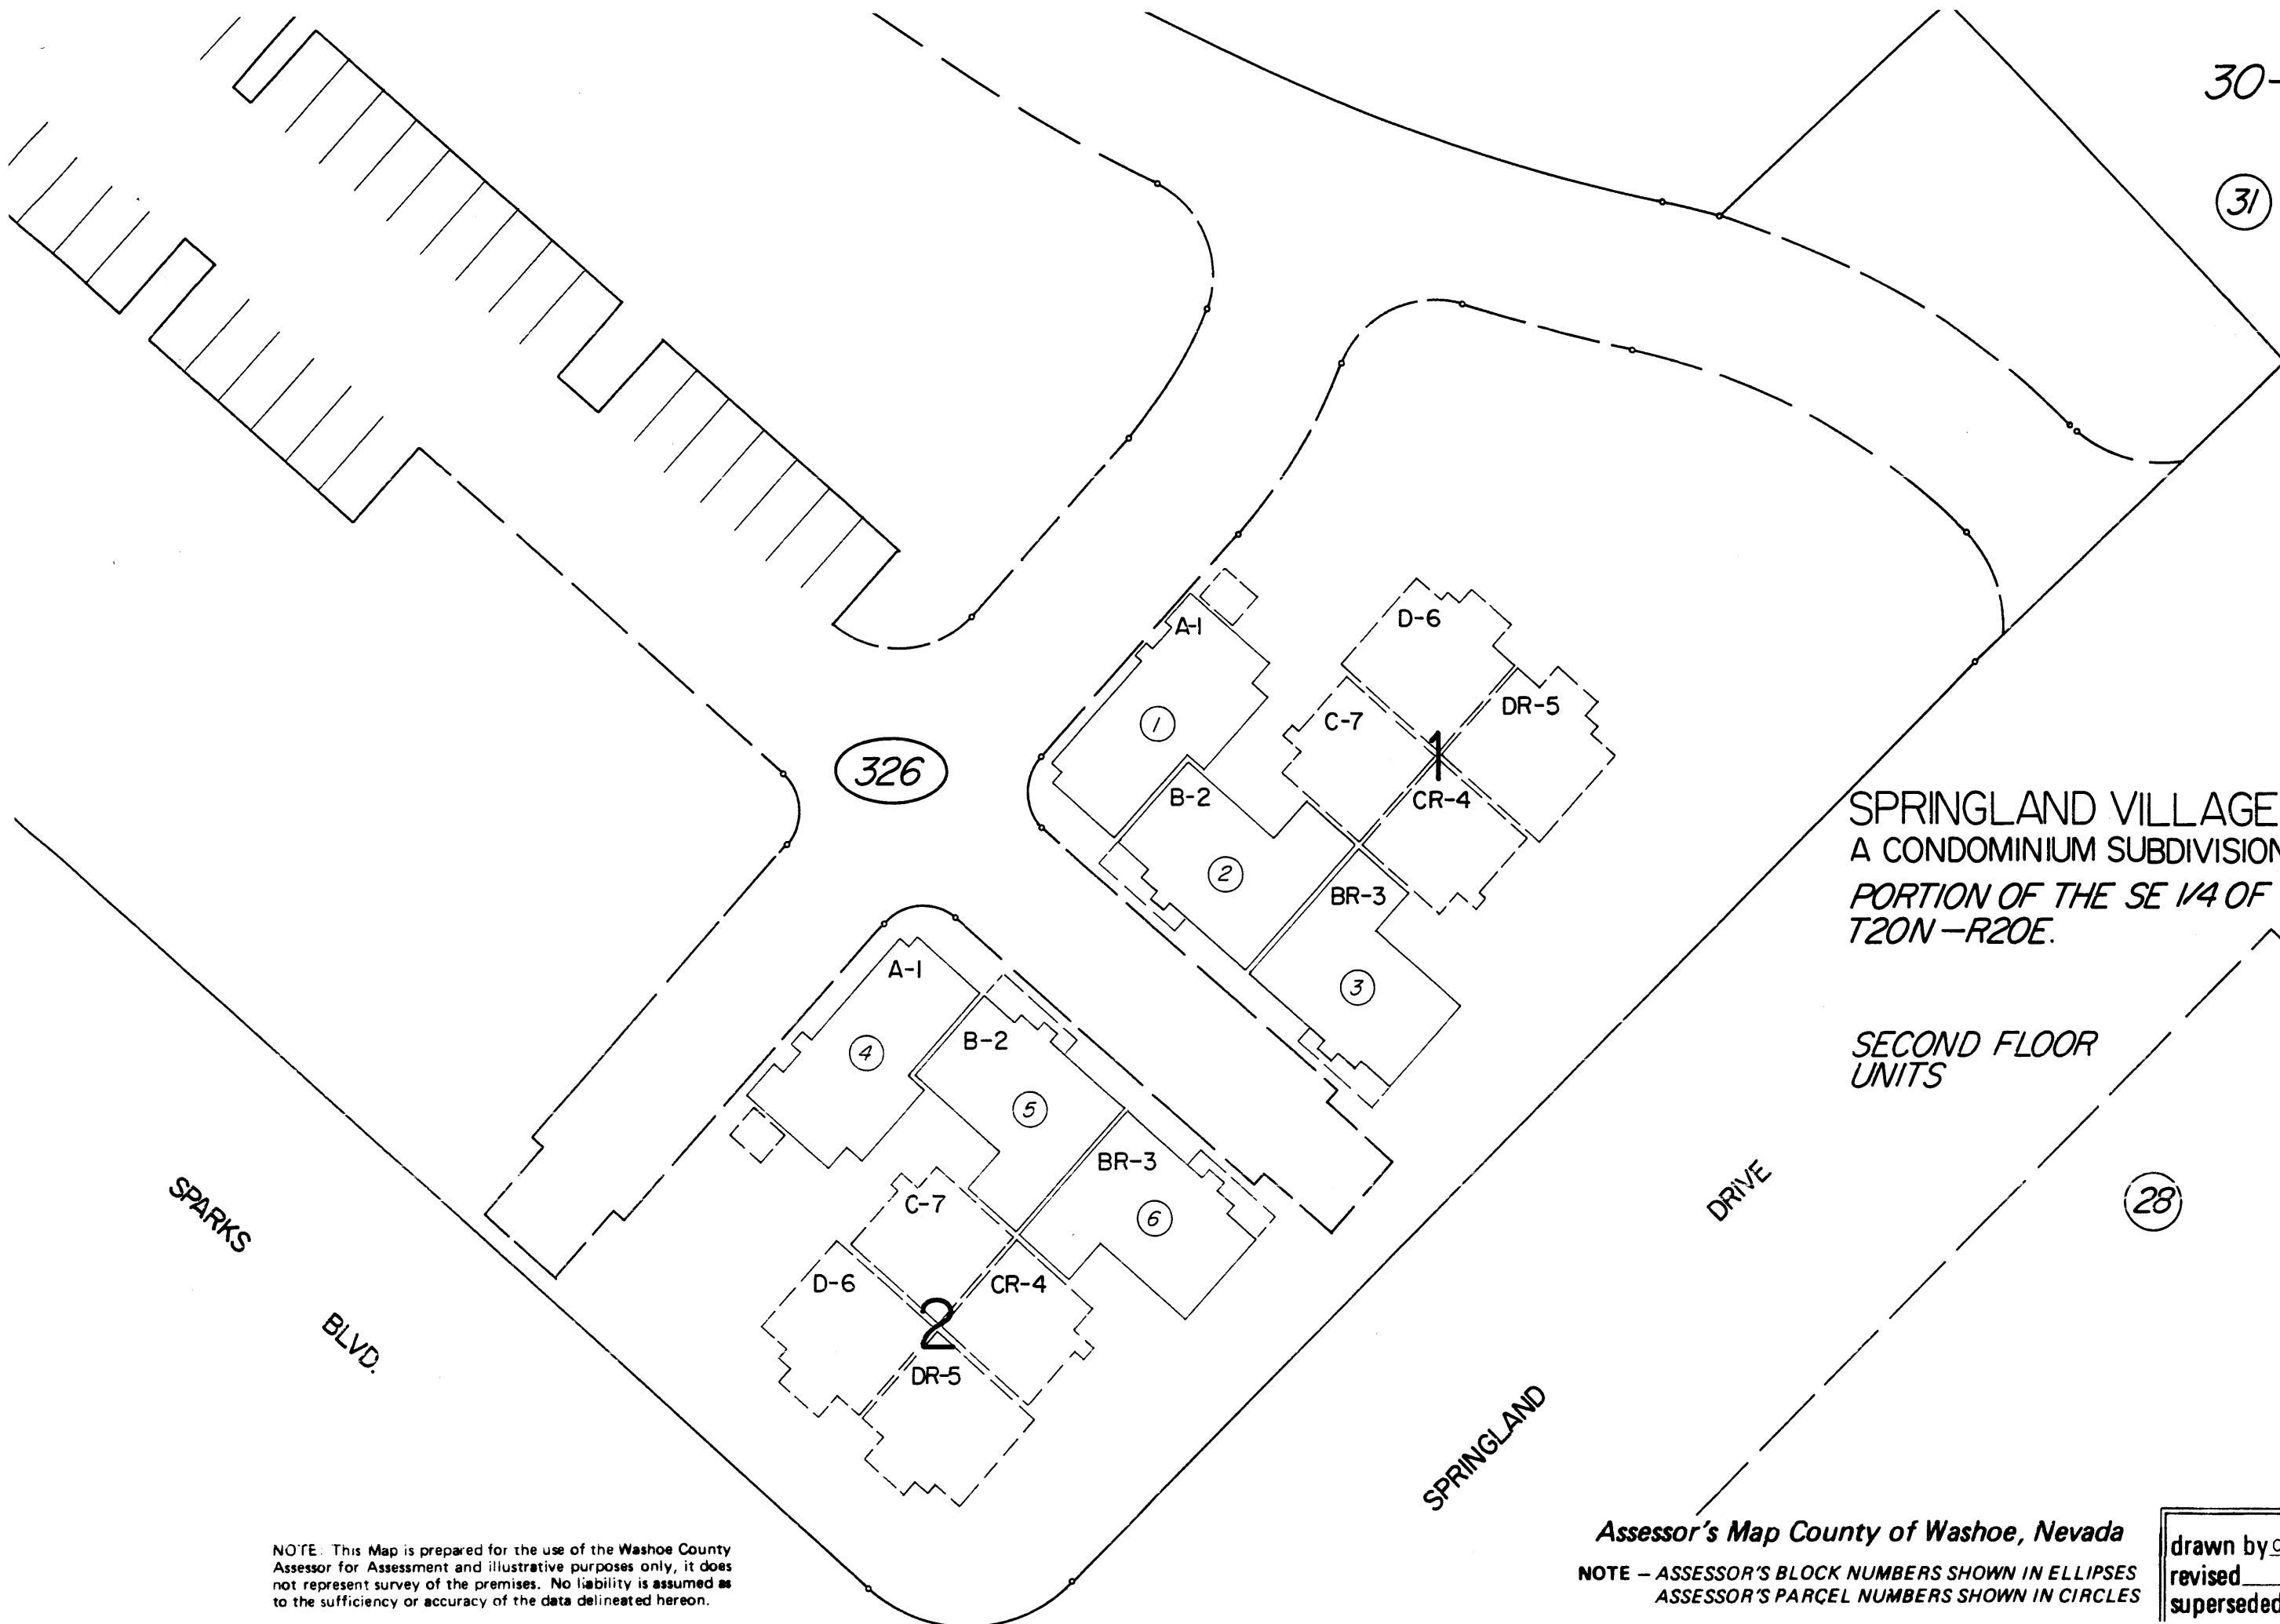 30-
31
A-1
D-6
1
C-7
DR-5
1
326
B-2
CR-4
SPRINGLAND VILLAGE
A CONDOMINIUM SUBDIVISION
PORTION OF THE SE 1/4 OF
T20N—R20E.
2
BR-3
3
SECOND FLOOR
UNITS
A-1
4
B-2
5
BR-3
6
C-7
D-6
CR-4
2
DR-5
SPARKS
BLVD.
SPRINGLAND
DRIVE
28
NOTE: This Map is prepared for the use of the Washoe County
Assessor for Assessment and illustrative purposes only, it does
not represent survey of the premises. No liability is assumed as
to the sufficiency or accuracy of the data delineated hereon.
Assessor's Map County of Washoe, Nevada
NOTE – ASSESSOR'S BLOCK NUMBERS SHOWN IN ELLIPSES
ASSESSOR'S PARCEL NUMBERS SHOWN IN CIRCLES
drawn by
revised
superseded